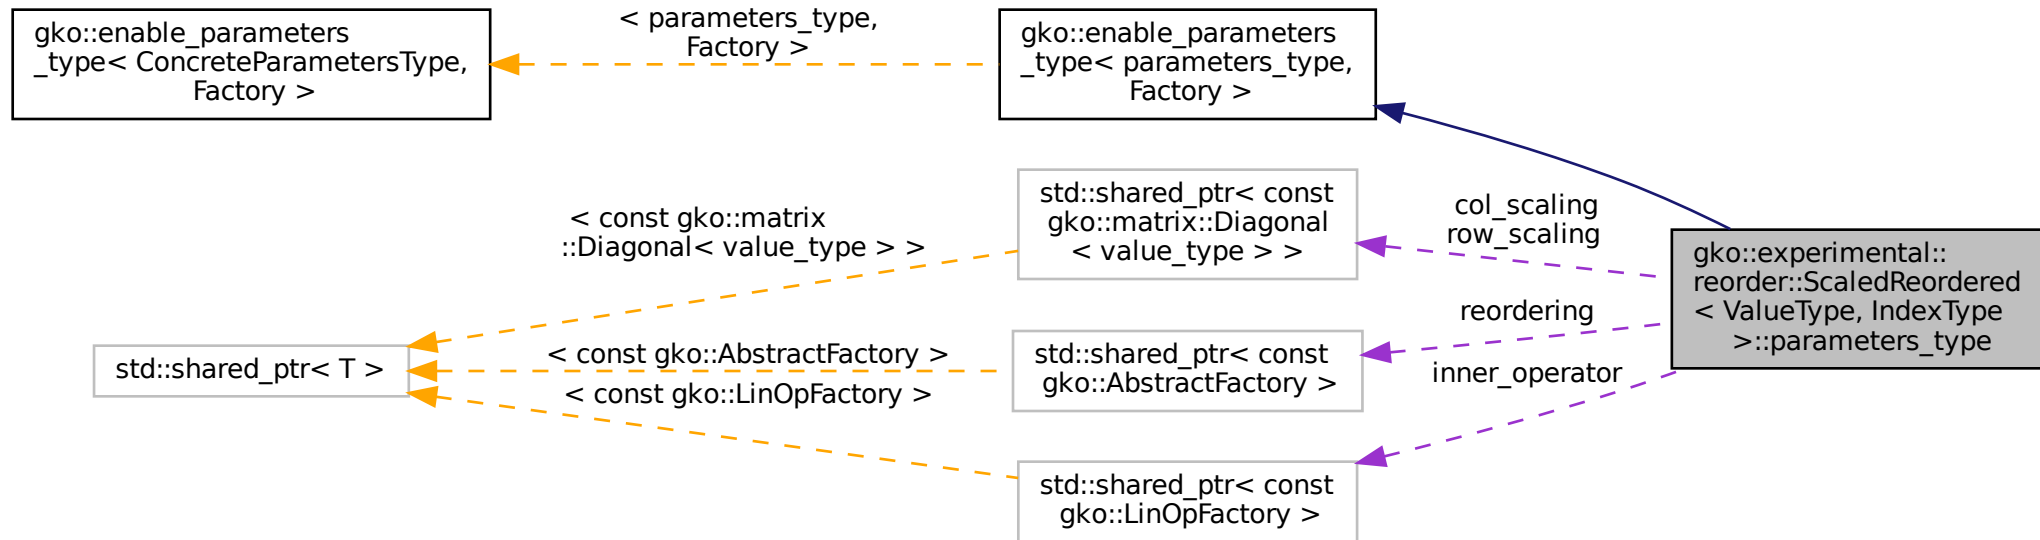 gko::enable_parameters
_type< ConcreteParametersType,
Factory >
< parameters_type,
Factory >
gko::enable_parameters
_type< parameters_type,
Factory >
std::shared_ptr< const
gko::matrix::Diagonal
< value_type > >
< const gko::matrix
::Diagonal< value_type > >
col_scaling
row_scaling
gko::experimental::
reorder::ScaledReordered
< ValueType, IndexType
>::parameters_type
reordering
std::shared_ptr< T >
< const gko::AbstractFactory >
std::shared_ptr< const
gko::AbstractFactory >
inner_operator
< const gko::LinOpFactory >
std::shared_ptr< const
gko::LinOpFactory >